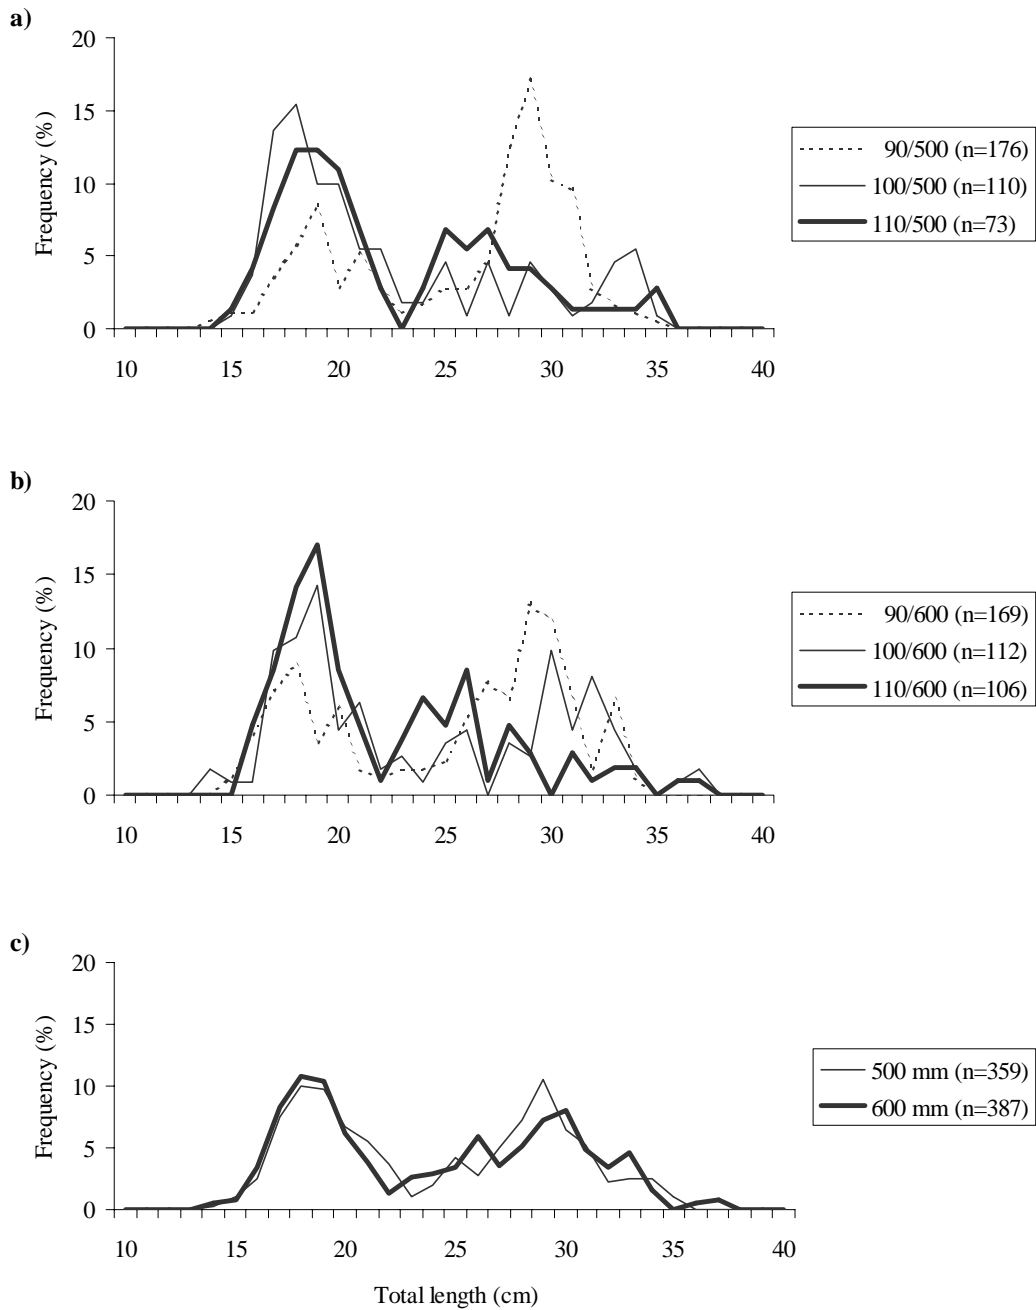 a)
20
15
10
5
0
Frequency (%)
10 15 20 25 30 35 40
90/500 (n=176)
100/500 (n=110)
110/500 (n=73)
b)
20
15
10
5
0
Frequency (%)
10 15 20 25 30 35 40
90/600 (n=169)
100/600 (n=112)
110/600 (n=106)
c)
20
15
10
5
0
Frequency (%)
10 15 20 25 30 35 40
Total length (cm)
500 mm (n=359)
600 mm (n=387)